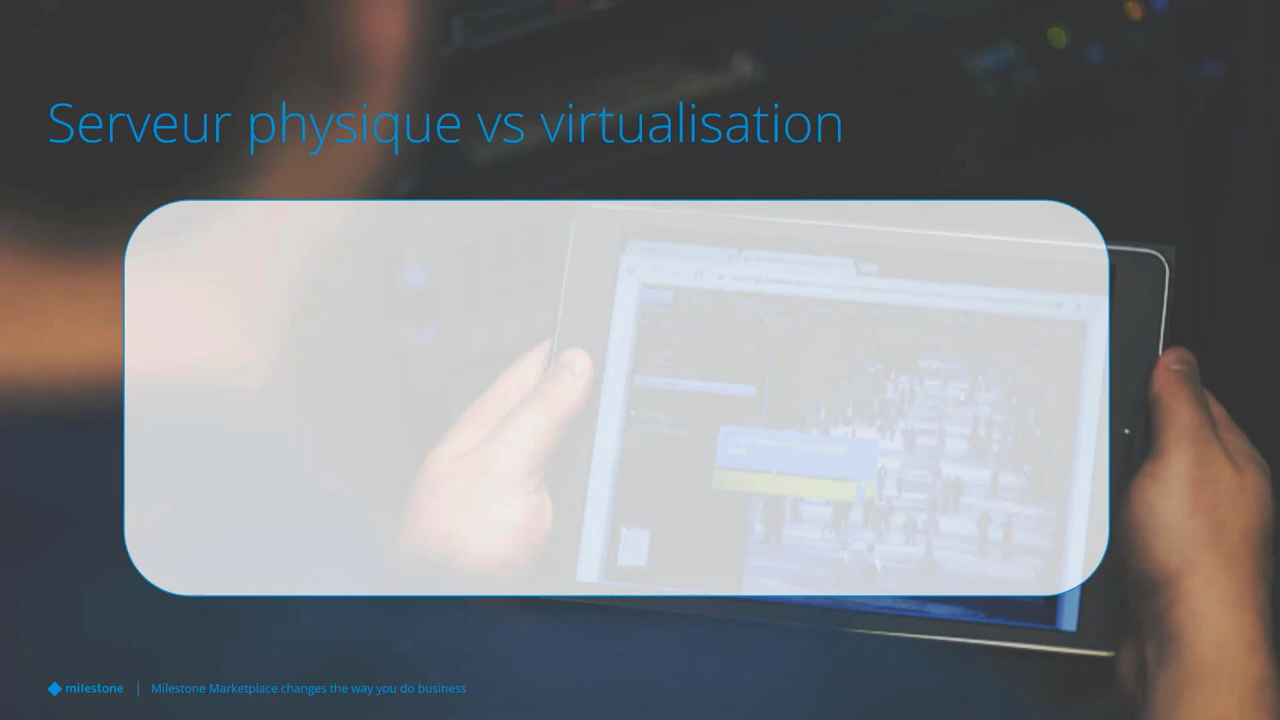 Serveur physique vs virtualisation
milestone | Milestone Marketplace changes the way you do business